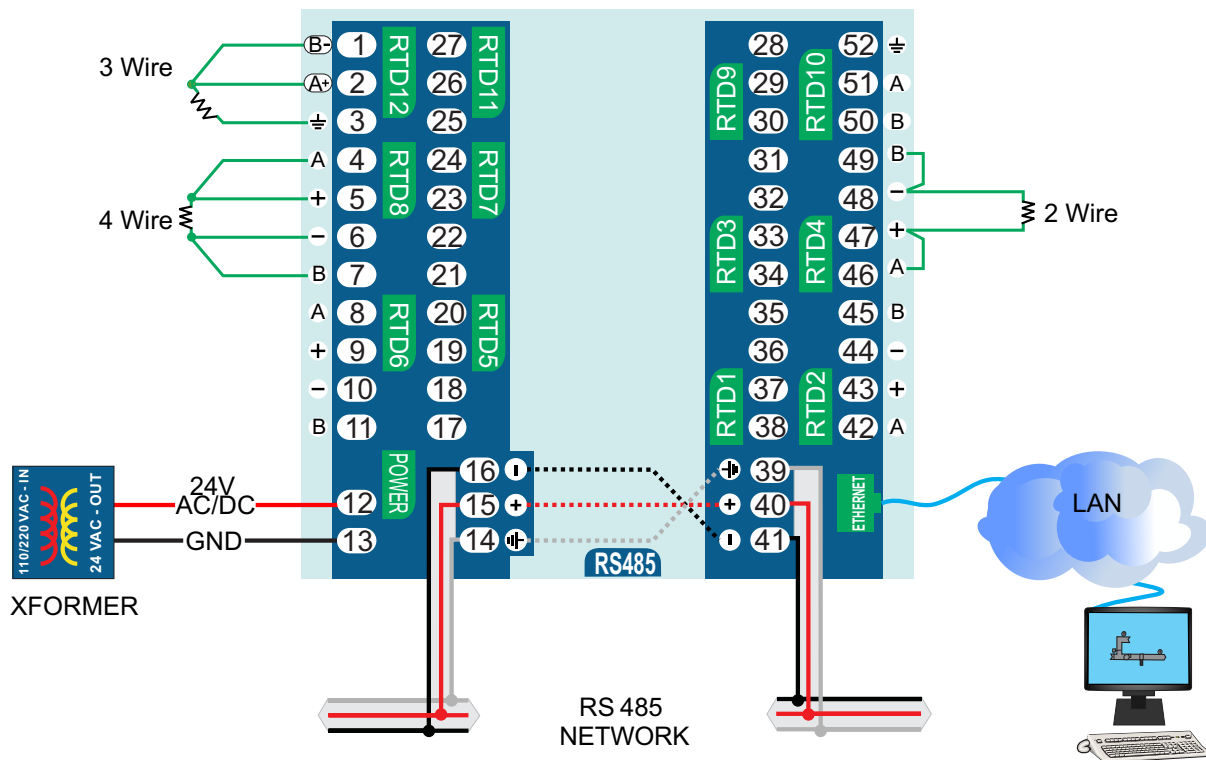 3 Wire
B-
A+
4 Wire
A
+
−
B
A
+
−
B
1
2
3
4
5
6
7
8
9
10
11
12
13
RTD12
RTD8
RTD6
POWER
27
26
25
24
23
22
21
20
19
18
17
16 −
15 +
14
RTD11
RTD7
RTD5
RS485
RTD9
RTD3
RTD1
28
29
30
31
32
33
34
35
36
37
38
39
+ 40
− 41
RTD10
RTD4
RTD2
ETHERNET
52
51 A
50 B
49 B
48 −
47 +
46 A
45 B
44 −
43 +
42 A
2 Wire
110/220 VAC - IN
24 VAC - OUT
XFORMER
24V
AC/DC
GND
LAN
RS 485
NETWORK